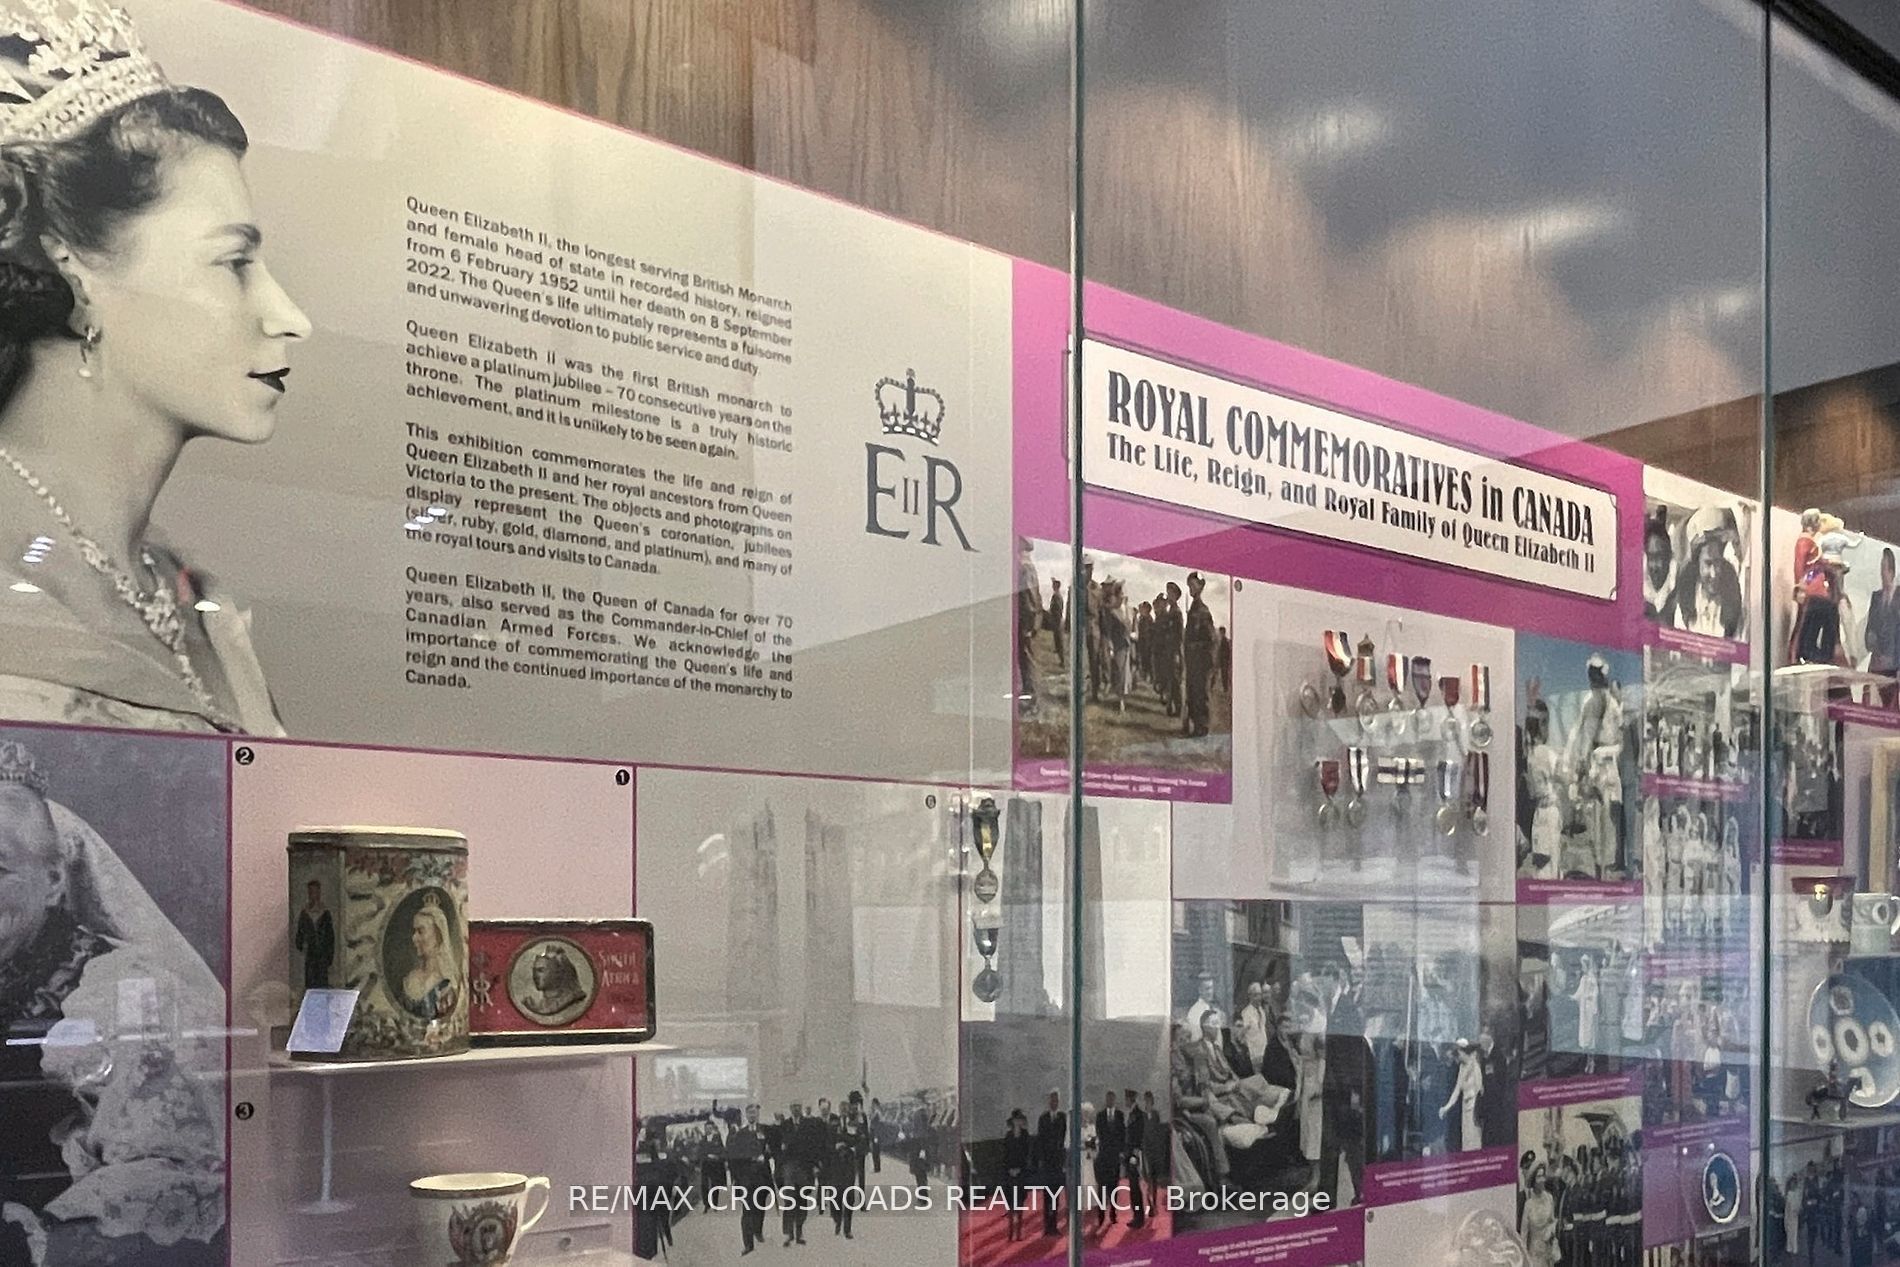 Queen Elizabeth II, the longest serving British Monarch
and female head of state in recorded history, reigned
from 6 February 1952 until her death on 8 September
2022. The Queen's life ultimately represents a fulsome
and unwavering devotion to public service and duty.
Queen Elizabeth II was the first British monarch to
achieve a platinum jubilee – 70 consecutive years on the
throne. The platinum milestone is a truly historic
achievement, and it is unlikely to be seen again.
This exhibition commemorates the life and reign of
Queen Elizabeth II and her royal ancestors from Queen
Victoria to the present. The objects and photographs on
display represent the Queen's coronation, jubilees
(silver, ruby, gold, diamond, and platinum), and many of
the royal tours and visits to Canada.
Queen Elizabeth II, the Queen of Canada for over 70
years, also served as the Commander-in-Chief of the
Canadian Armed Forces. We acknowledge the
importance of commemorating the Queen's life and
reign and the continued importance of the monarchy to
Canada.
EIIR
ROYAL COMMEMORATIVES in CANADA
The Life, Reign, and Royal Family of Queen Elizabeth II
2
1
6
3
SOUTH
AFRICA
RE/MAX CROSSROADS REALTY INC., Brokerage